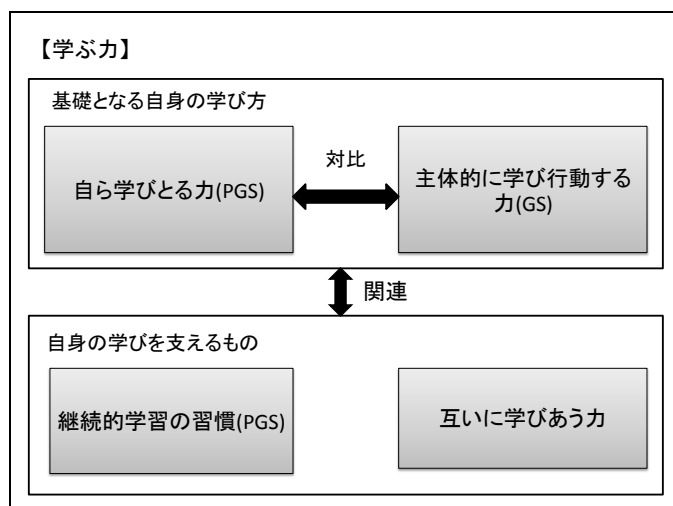 【学ぶ力】
基礎となる自身の学び方
自ら学びとる力(PGS)
対比
主体的に学び行動する
力(GS)
関連
自身の学びを支えるもの
継続的学習の習慣(PGS)
互いに学びあう力